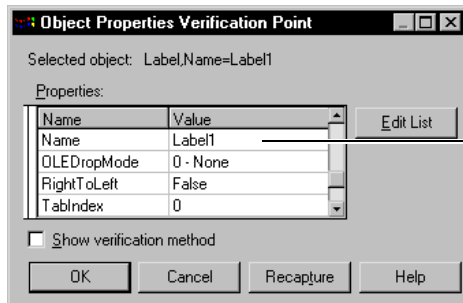 Object Properties Verification Point
Selected object: Label,Name=Label1
Properties:
Name Value
Name Label1
OLEDropMode 0 - None
RightToLeft False
TabIndex 0
Edit List
Show verification method
OK Cancel Recapture Help